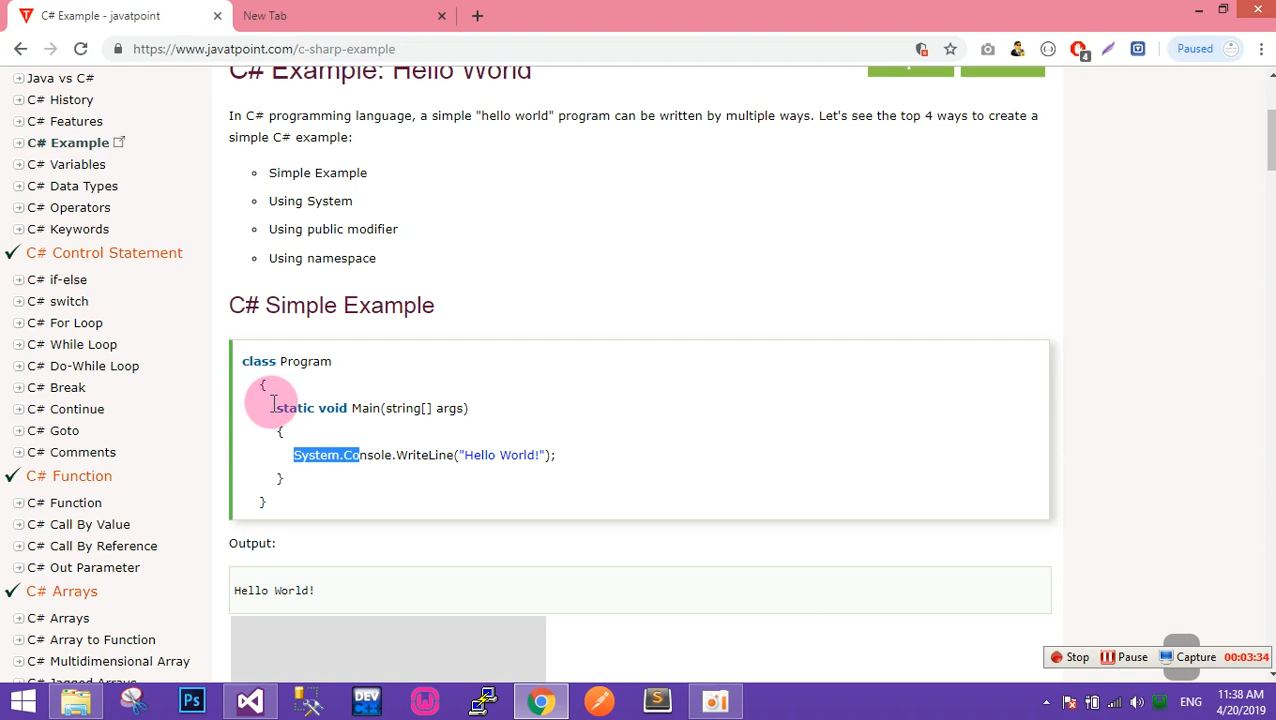 C# Example - javatpoint
New Tab
https://www.javatpoint.com/c-sharp-example
4
Paused
Java vs C#
C# History
C# Features
C# Example
C# Variables
C# Data Types
C# Operators
C# Keywords
C# Control Statement
C# if-else
C# switch
C# For Loop
C# While Loop
C# Do-While Loop
C# Break
C# Continue
C# Goto
C# Comments
C# Function
C# Function
C# Call By Value
C# Call By Reference
C# Out Parameter
C# Arrays
C# Arrays
C# Array to Function
C# Multidimensional Array
C# Jagged Arrays
C# Example: Hello World
In C# programming language, a simple "hello world" program can be written by multiple ways. Let's see the top 4 ways to create a
simple C# example:
Simple Example
Using System
Using public modifier
Using namespace
C# Simple Example
class Program
{
static void Main(string[] args)
{
System.Console.WriteLine("Hello World!");
}
}
Output:
Hello World!
Stop Pause Capture 00:03:34
Ps
DEV C++
S
ENG
11:38 AM
4/20/2019